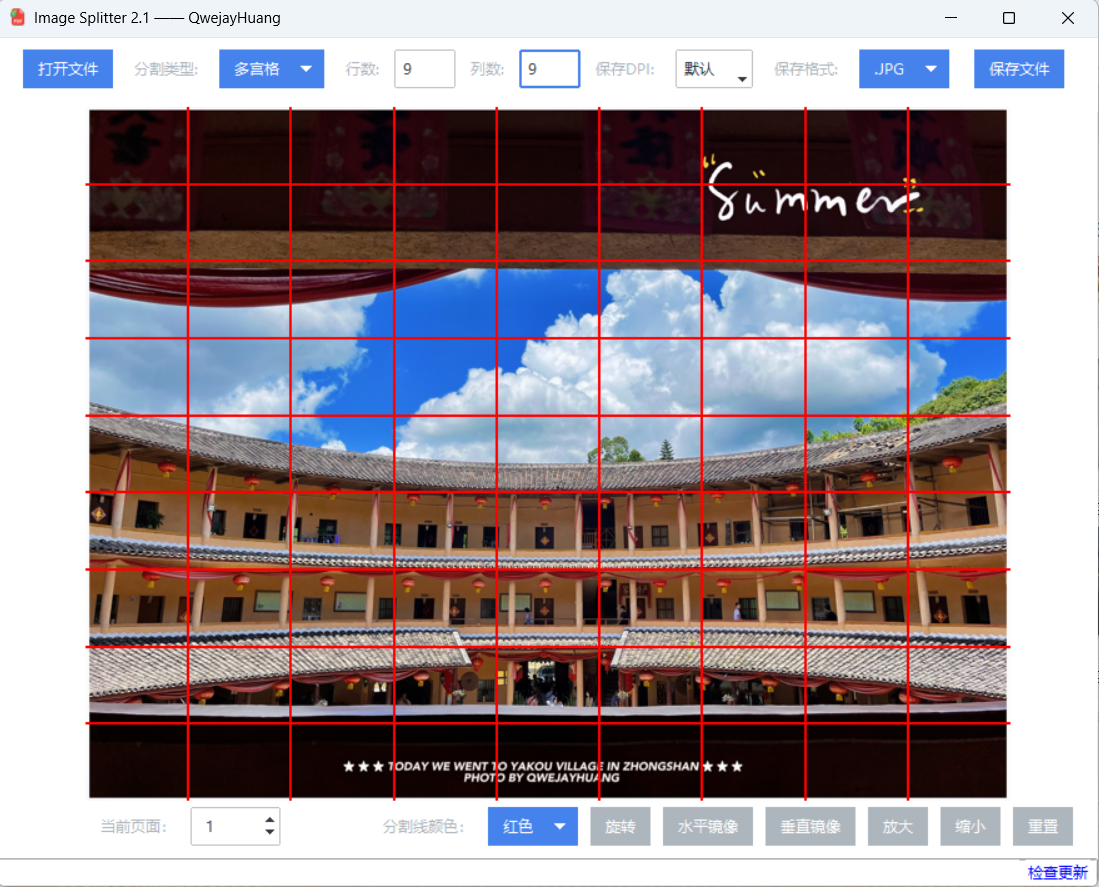 Image Splitter 2.1 —— QwejayHuang
打开文件 分割类型: 多宫格 行数: 9 列数: 9 保存DPI: 默认 保存格式: .JPG 保存文件
Summer
★ ★ ★ TODAY WE WENT TO YAKOU VILLAGE IN ZHONGSHAN ★ ★ ★
PHOTO BY QWEJAYHUANG
当前页面: 1 分割线颜色: 红色 旋转 水平镜像 垂直镜像 放大 缩小 重置
检查更新